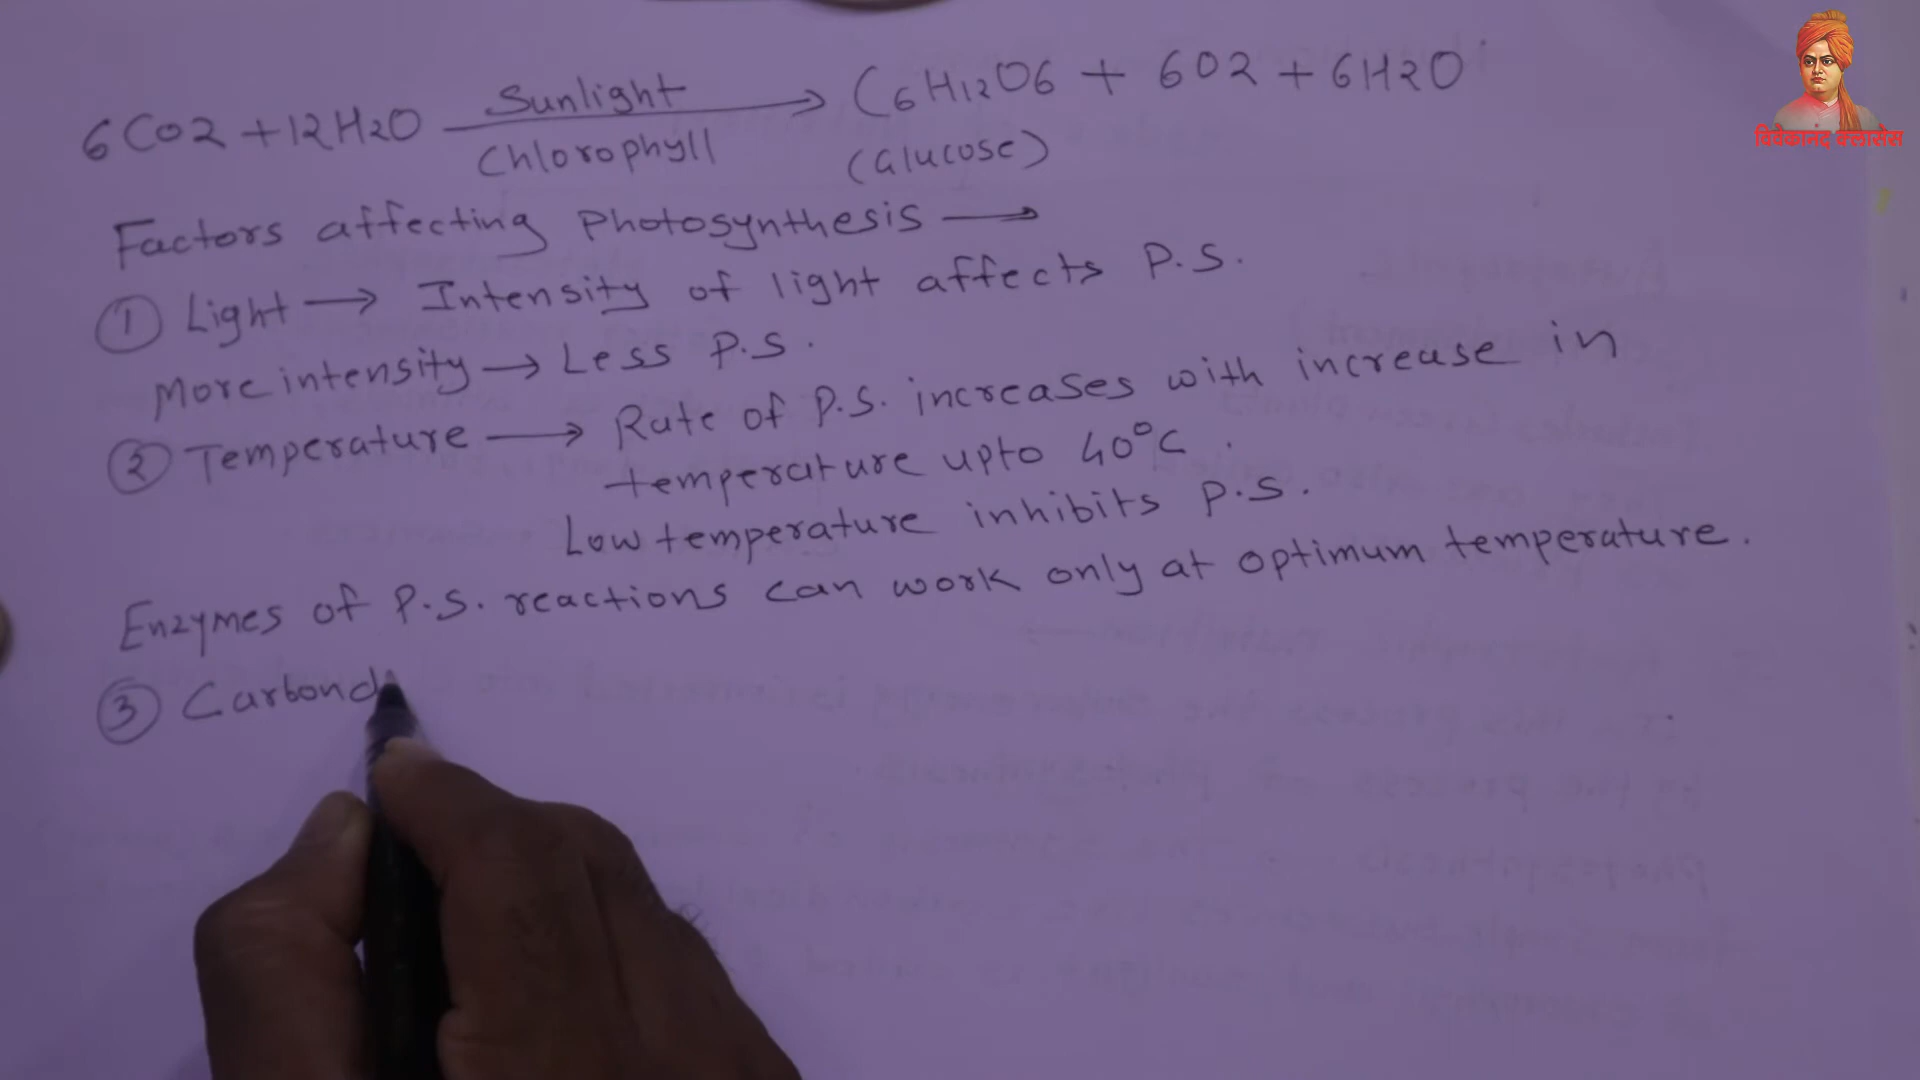 6CO2 + 12H2O Sunlight Chlorophyll → C6H12O6 + 6O2 + 6H2O
(Glucose)
Factors affecting Photosynthesis →
① Light → Intensity of light affects P.S.
More intensity → Less P.S.
② Temperature → Rate of P.S. increases with increase in
temperature upto 40°C.
Low temperature inhibits P.S.
Enzymes of P.S. reactions can work only at optimum temperature.
③ Carbond
विवेकानंद क्लासेस